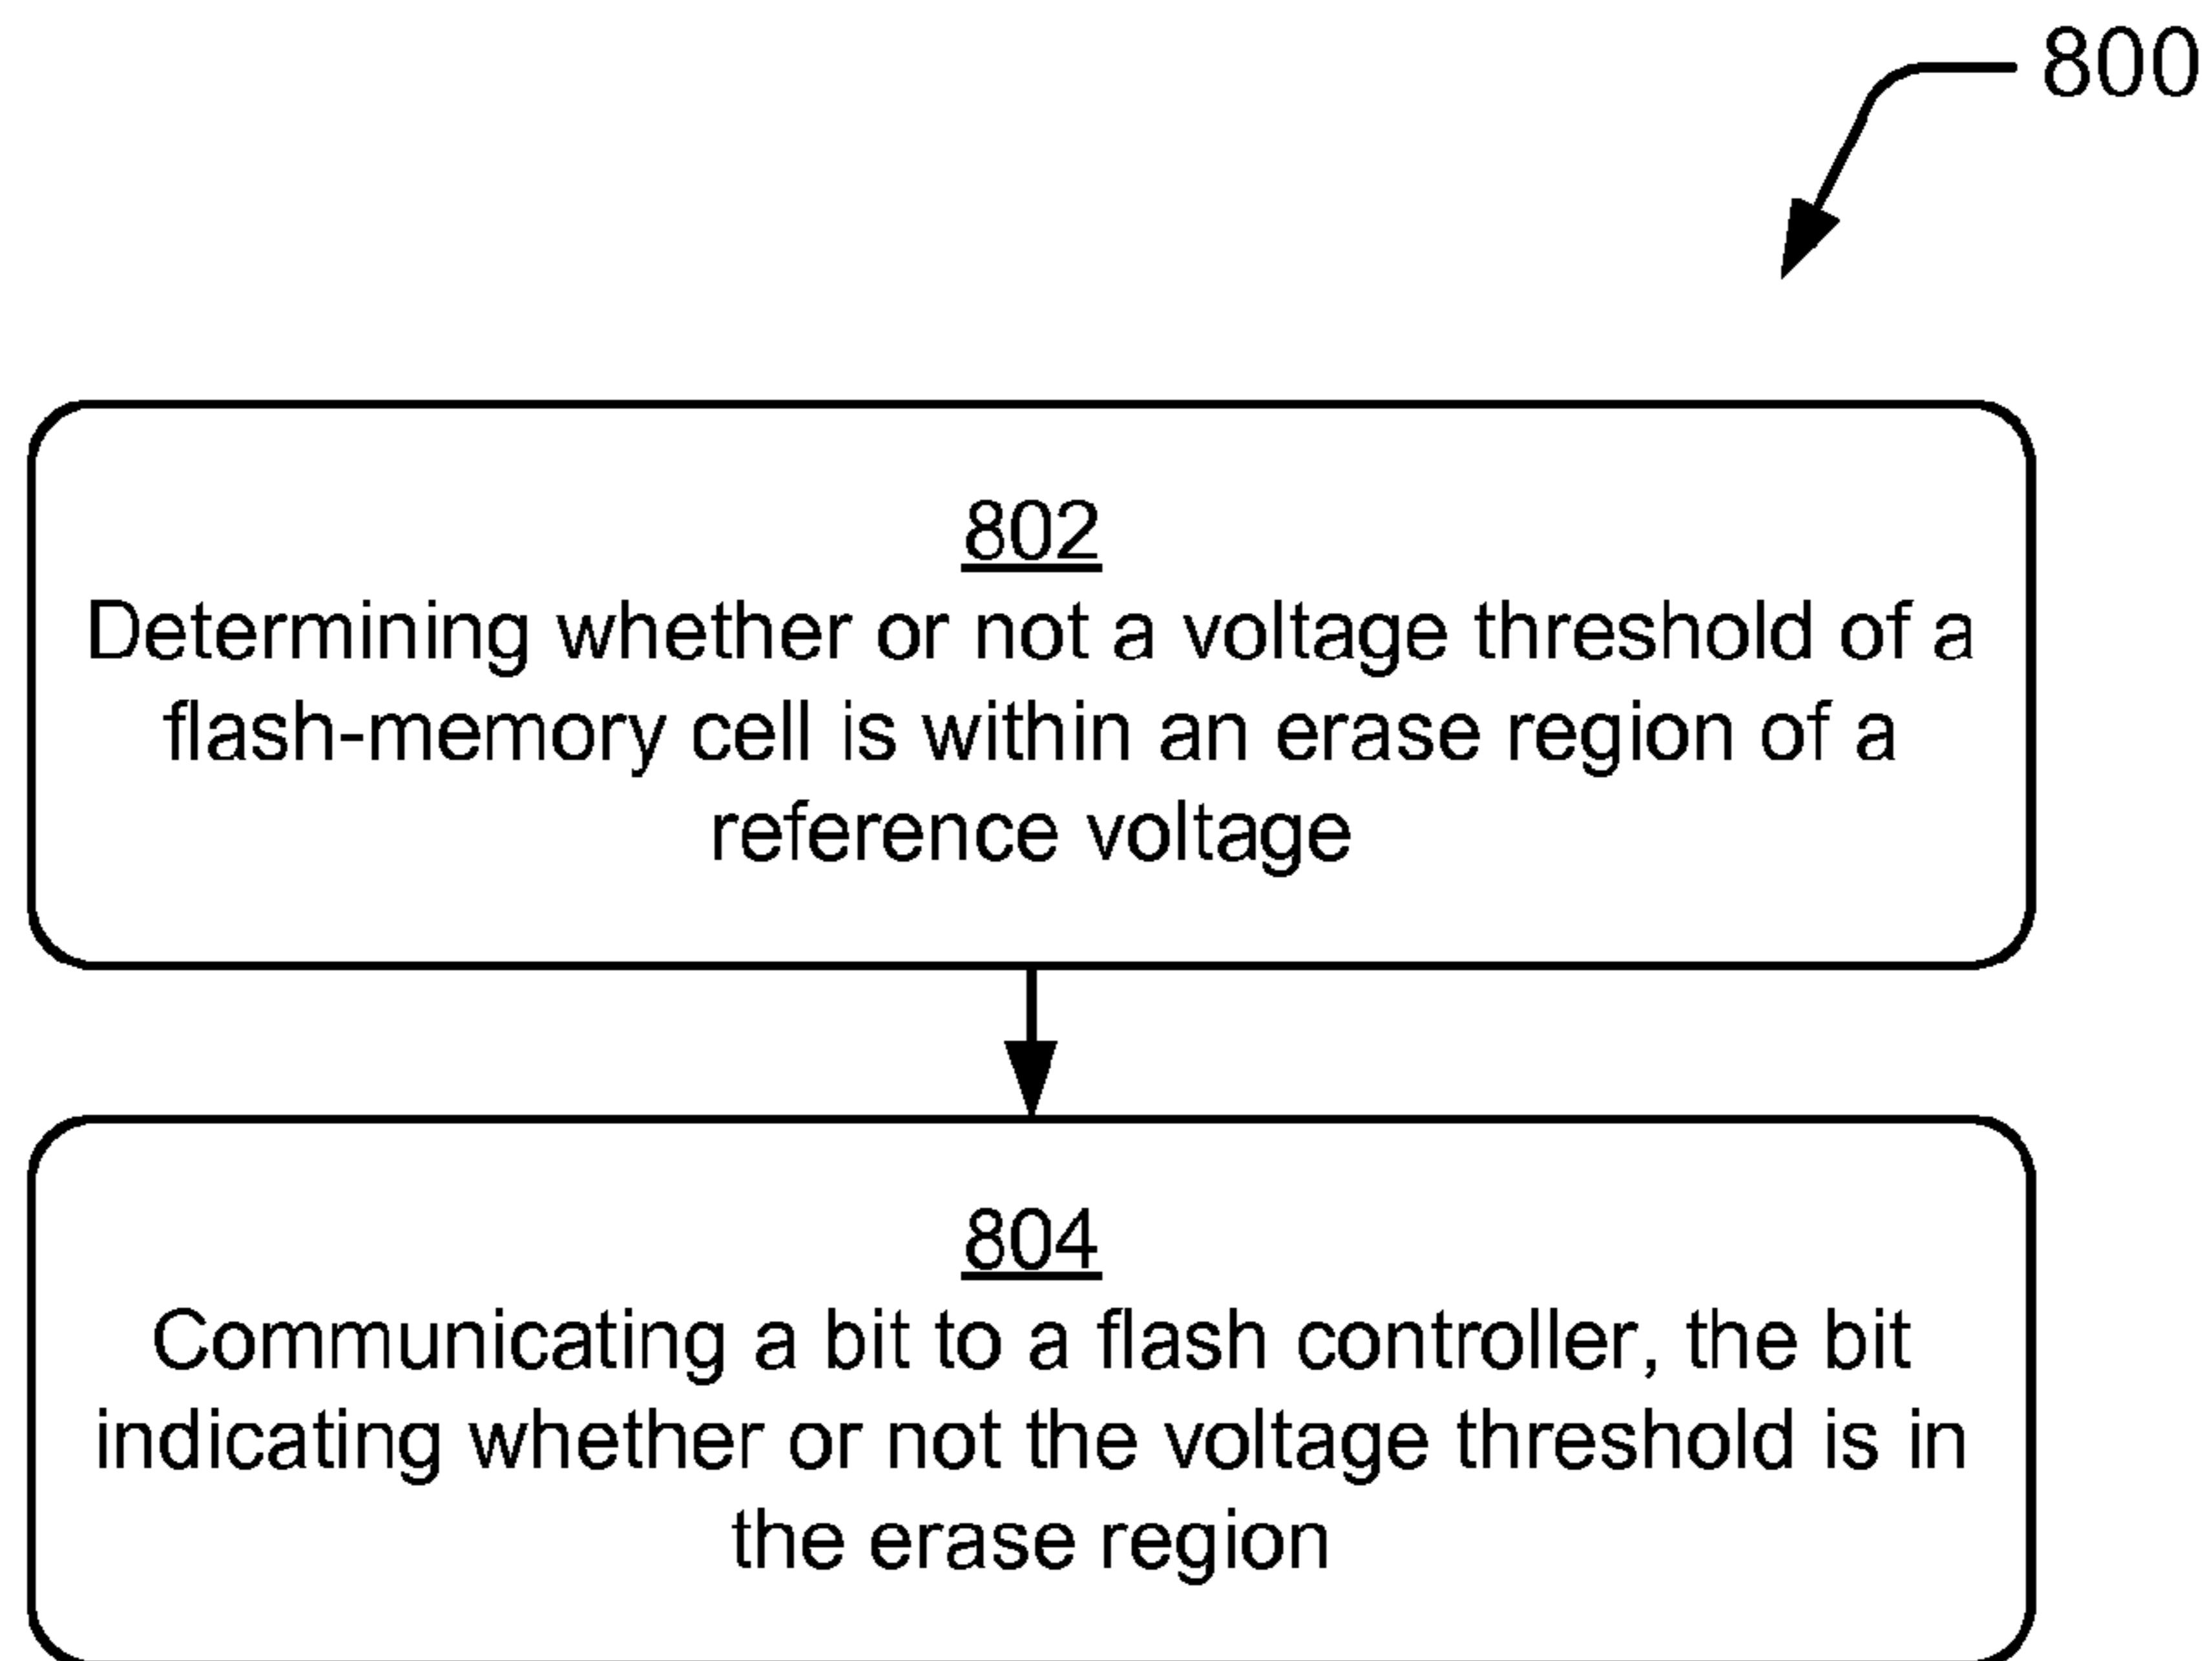 800
802
Determining whether or not a voltage threshold of a
flash-memory cell is within an erase region of a
reference voltage
804
Communicating a bit to a flash controller, the bit
indicating whether or not the voltage threshold is in
the erase region